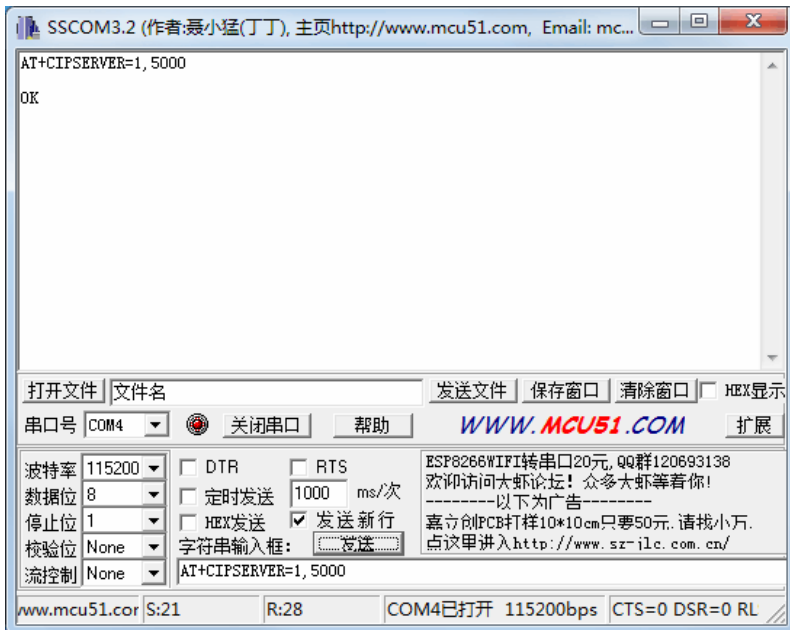 SSCOM3.2 (作者:聂小猛(丁丁), 主页http://www.mcu51.com, Email: mc...
AT+CIPSERVER=1,5000
OK
打开文件 文件名 发送文件 保存窗口 清除窗口 HEX显示
串口号 COM4 关闭串口 帮助 WWW.MCU51.COM 扩展
波特率 115200 DTR RTS
数据位 8 定时发送 1000 ms/次
停止位 1 HEX发送 发送新行
校验位 None 字符串输入框: 发送
流控制 None AT+CIPSERVER=1,5000
ESP8266WIFI转串口20元,QQ群120693138
欢迎访问大虾论坛! 众多大虾等着你!
--------以下为广告--------
嘉立创PCB打样10*10cm只要50元.请找小万.
点这里进入http://www.sz-jlc.com.cn/
www.mcu51.cor S:21 R:28 COM4已打开 115200bps CTS=0 DSR=0 RL